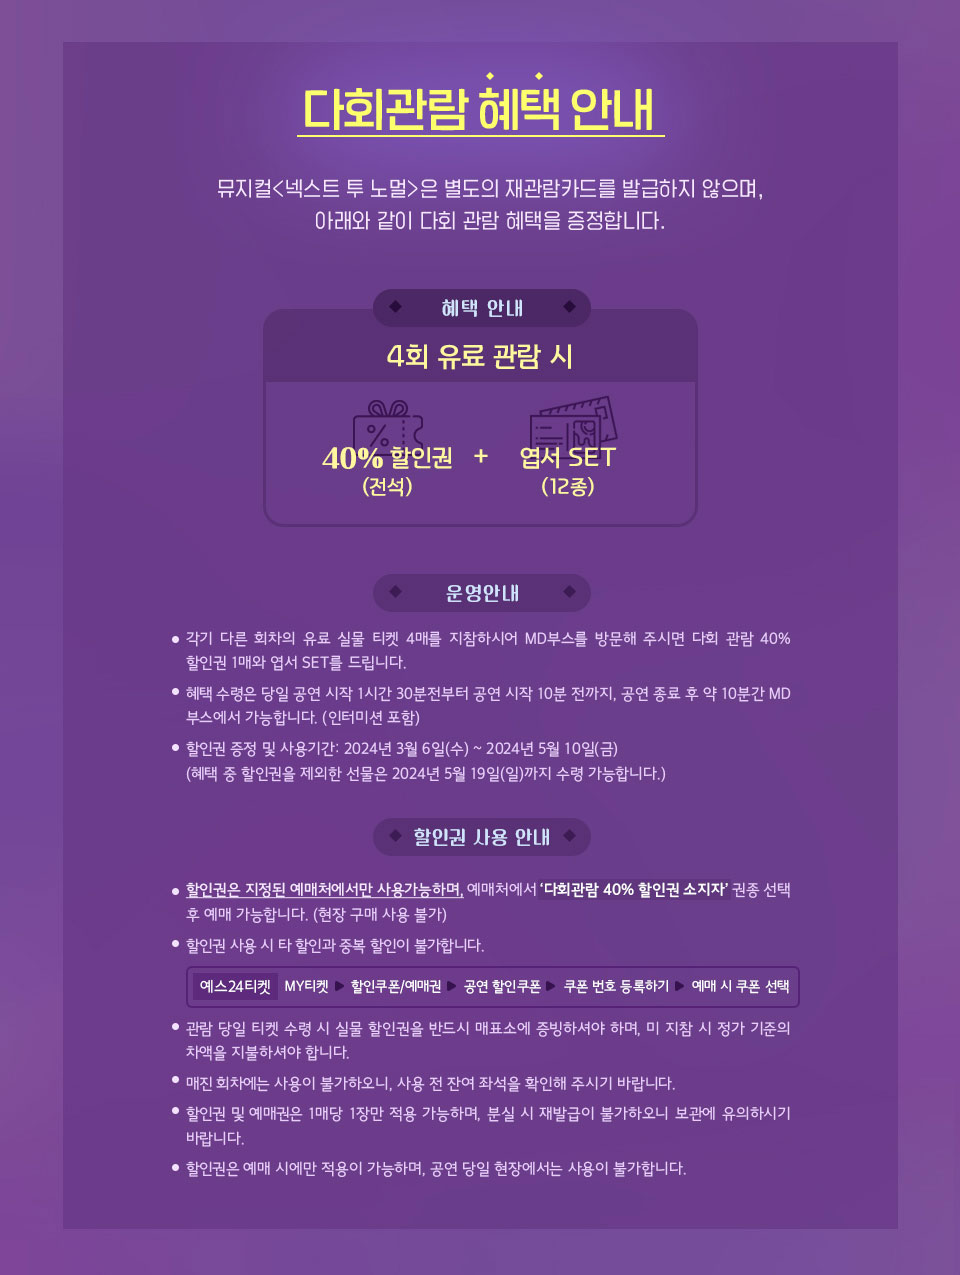 다회관람 혜택 안내
뮤지컬<넥스트 투 노멀>은 별도의 재관람카드를 발급하지 않으며,
아래와 같이 다회 관람 혜택을 증정합니다.
혜택 안내
4회 유료 관람 시
40% 할인권 + 엽서 SET
(전석) (12종)
운영안내
● 각기 다른 회차의 유료 실물 티켓 4매를 지참하시어 MD부스를 방문해 주시면 다회 관람 40%
할인권 1매와 엽서 SET를 드립니다.
● 혜택 수령은 당일 공연 시작 1시간 30분전부터 공연 시작 10분 전까지, 공연 종료 후 약 10분간 MD
부스에서 가능합니다. (인터미션 포함)
● 할인권 증정 및 사용기간: 2024년 3월 6일(수) ~ 2024년 5월 10일(금)
(혜택 중 할인권을 제외한 선물은 2024년 5월 19일(일)까지 수령 가능합니다.)
할인권 사용 안내
● 할인권은 지정된 예매처에서만 사용가능하며, 예매처에서 ‘다회관람 40% 할인권 소지자’ 권종 선택
후 예매 가능합니다. (현장 구매 사용 불가)
● 할인권 사용 시 타 할인과 중복 할인이 불가합니다.
예스24티켓 MY티켓 ▶ 할인쿠폰/예매권 ▶ 공연 할인쿠폰 ▶ 쿠폰 번호 등록하기 ▶ 예매 시 쿠폰 선택
● 관람 당일 티켓 수령 시 실물 할인권을 반드시 매표소에 증빙하셔야 하며, 미 지참 시 정가 기준의
차액을 지불하셔야 합니다.
● 매진 회차에는 사용이 불가하오니, 사용 전 잔여 좌석을 확인해 주시기 바랍니다.
● 할인권 및 예매권은 1매당 1장만 적용 가능하며, 분실 시 재발급이 불가하오니 보관에 유의하시기
바랍니다.
● 할인권은 예매 시에만 적용이 가능하며, 공연 당일 현장에서는 사용이 불가합니다.